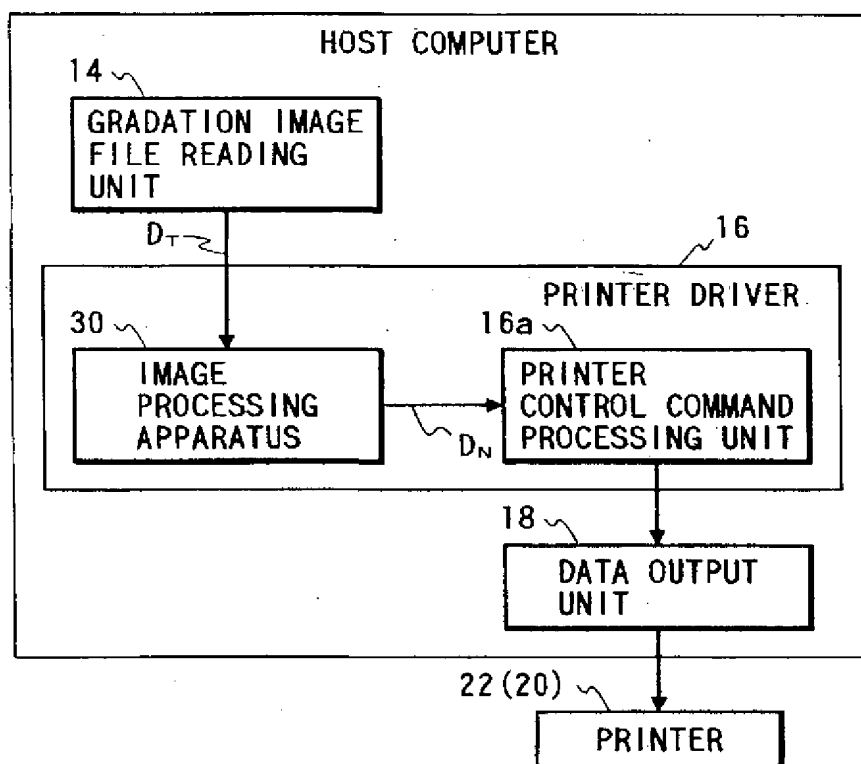 HOST COMPUTER
14
GRADATION IMAGE
FILE READING
UNIT
DT
16
PRINTER DRIVER
30
IMAGE
PROCESSING
APPARATUS
DN
16a
PRINTER
CONTROL COMMAND
PROCESSING UNIT
18
DATA OUTPUT
UNIT
22(20)
PRINTER